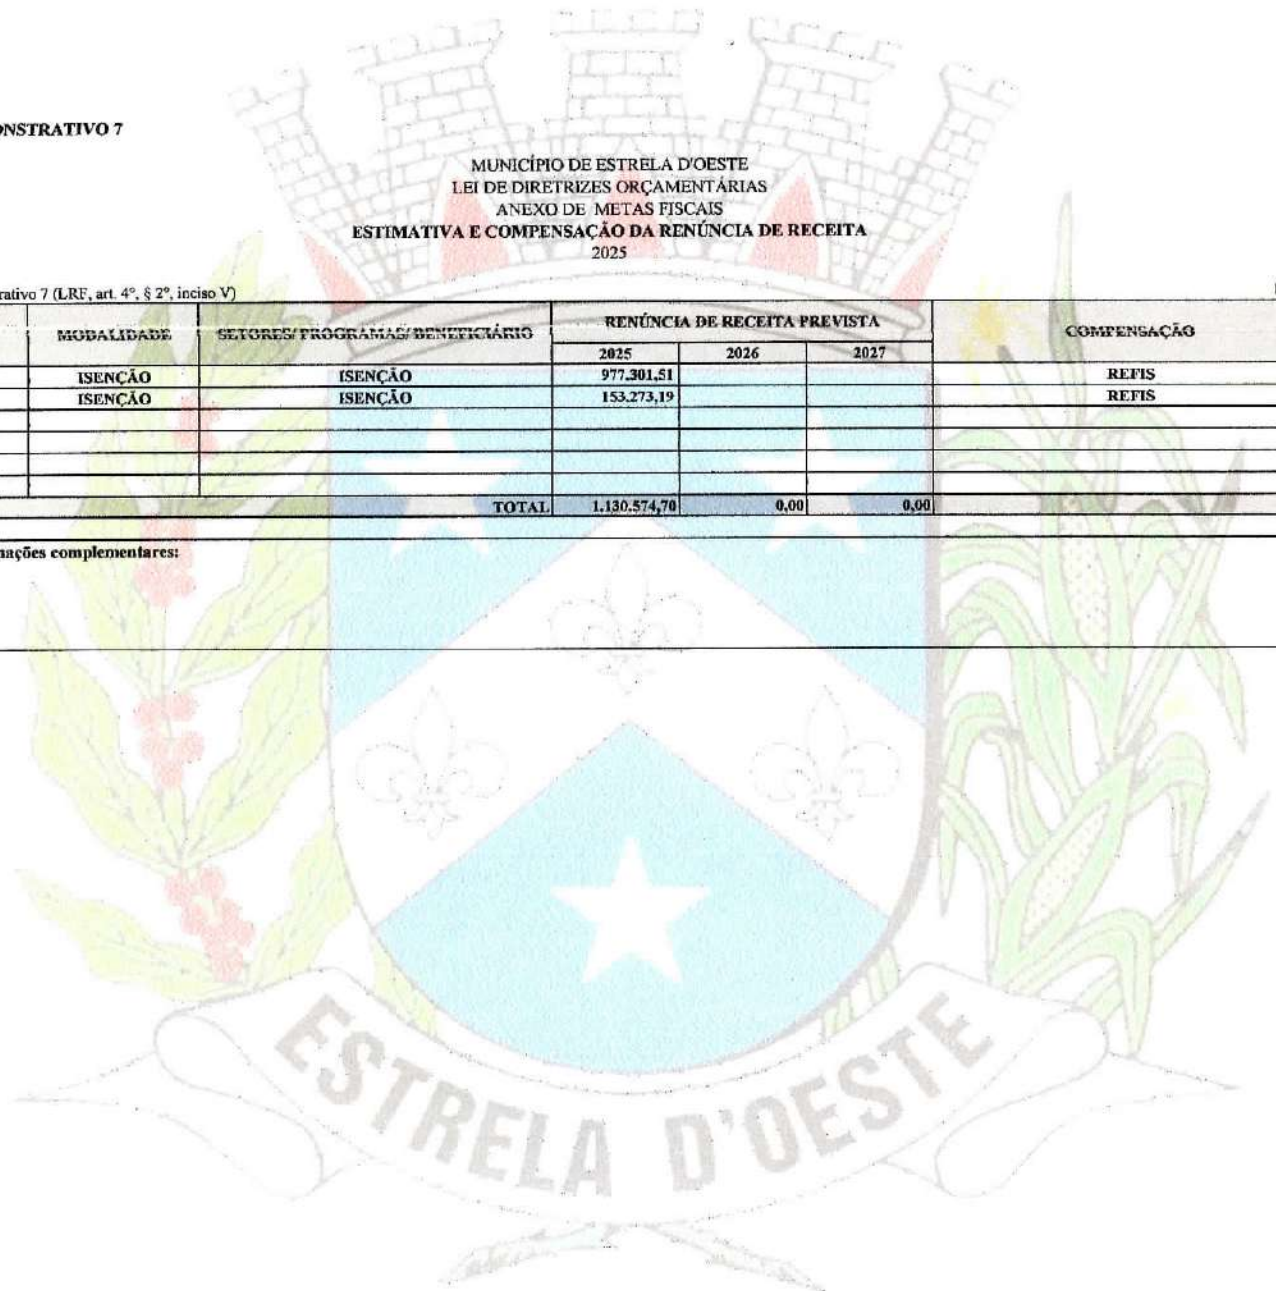 ONSTRATIVO 7
MUNICÍPIO DE ESTRELA D'OESTE
LEI DE DIRETRIZES ORÇAMENTÁRIAS
ANEXO DE METAS FISCAIS
ESTIMATIVA E COMPENSAÇÃO DA RENÚNCIA DE RECEITA
2025
rativo 7 (LRF, art. 4º, § 2º, inciso V)
MODALIDADE SETORES/ PROGRAMAS/ BENEFICIÁRIO RENÚNCIA DE RECEITA PREVISTA COMPENSAÇÃO
2025 2026 2027
ISENÇÃO ISENÇÃO 977.301,51 REFIS
ISENÇÃO ISENÇÃO 153.273,19 REFIS
TOTAL 1.130.574,70 0,00 0,00
nações complementares:
ESTRELA D'OESTE